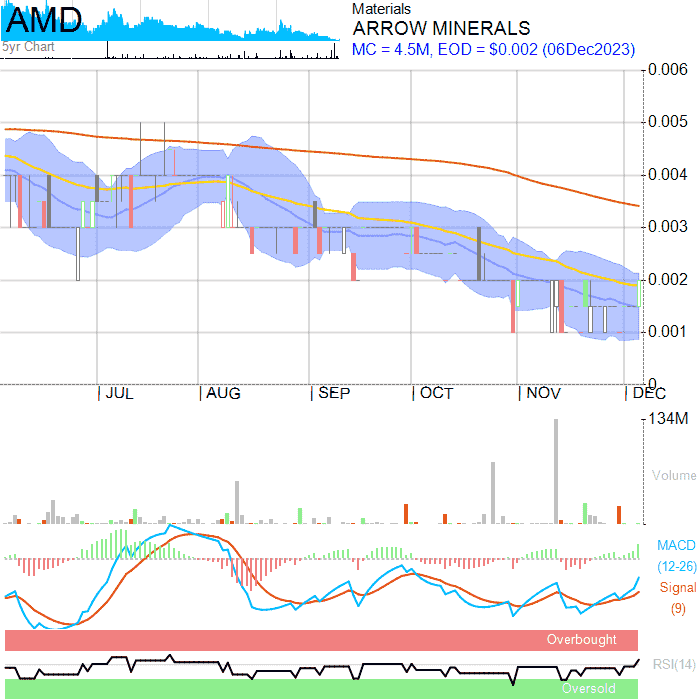 AMD
5yr Chart
Materials
ARROW MINERALS
MC = 4.5M, EOD = $0.002 (06Dec2023)
0.006
0.005
0.004
0.003
0.002
0.001
0
JUL
AUG
SEP
OCT
NOV
DEC
134M
Volume
MACD
(12-26)
Signal
(9)
Overbought
RSI(14)
Oversold